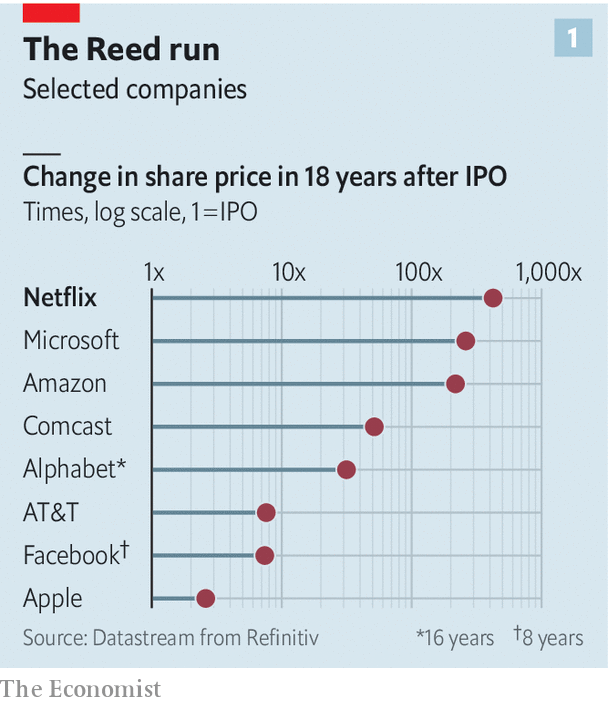 1
The Reed run
Selected companies
Change in share price in 18 years after IPO
Times, log scale, 1=IPO
1x 10x 100x 1,000x
Netflix
Microsoft
Amazon
Comcast
Alphabet*
AT&T
Facebook†
Apple
Source: Datastream from Refinitiv *16 years †8 years
The Economist